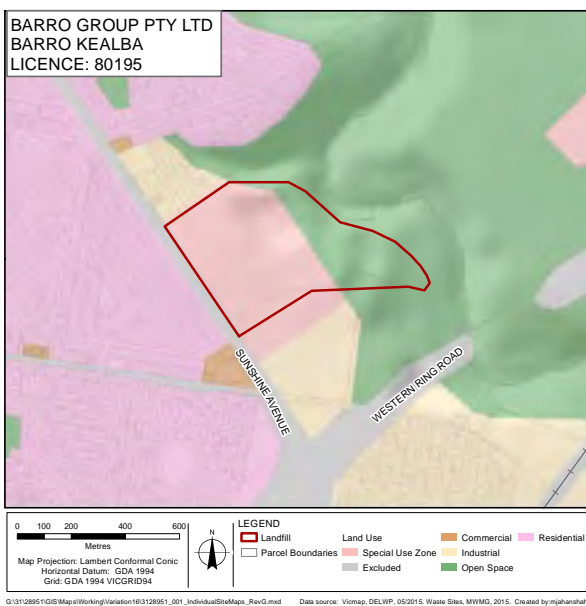 BARRO GROUP PTY LTD
BARRO KEALBA
LICENCE: 80195
SUNSHINE AVENUE
WESTERN RING ROAD
0 100 200 400 600
Metres
Map Projection: Lambert Conformal Conic
Horizontal Datum: GDA 1994
Grid: GDA 1994 VICGRID94
N
LEGEND
Landfill
Parcel Boundaries
Land Use
Special Use Zone
Excluded
Commercial
Industrial
Open Space
Residential
G:\31\28951\GIS\Maps\Working\Variation16\3128951_001_IndividualSiteMaps_RevG.mxd
Data source: Vicmap, DELWP, 05/2015. Waste Sites, MWMG, 2015. Created by:mjahanshahi